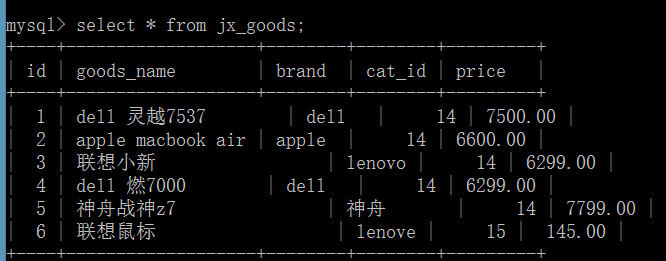 mysql> select * from jx_goods;
+----+-------------------+--------+--------+---------+
| id | goods_name        | brand  | cat_id | price   |
+----+-------------------+--------+--------+---------+
|  1 | dell 灵越7537        | dell   |     14 | 7500.00 |
|  2 | apple macbook air | apple  |     14 | 6600.00 |
|  3 | 联想小新                  | lenovo |     14 | 6299.00 |
|  4 | dell 燃7000        | dell   |     14 | 6299.00 |
|  5 | 神舟战神z7                | 神舟      |     14 | 7799.00 |
|  6 | 联想鼠标                  | lenove |     15 |  145.00 |
+----+-------------------+--------+--------+---------+